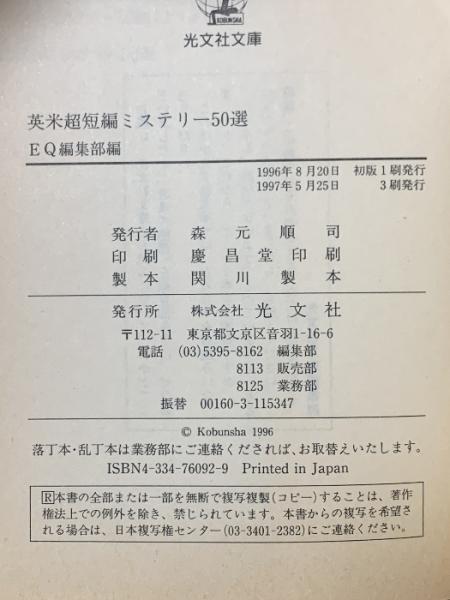 KOBUNSHA
光文社文庫
英米超短編ミステリー50選
EQ編集部編
1996年8月20日 初版1刷発行
1997年5月25日 3刷発行
発行者 森元順司
印刷 慶昌堂印刷
製本 関川製本
発行所 株式会社 光文社
〒112-11 東京都文京区音羽1-16-6
電話 (03)5395-8162 編集部
8113 販売部
8125 業務部
振替 00160-3-115347
© Kobunsha 1996
落丁本・乱丁本は業務部にご連絡くだされば、お取替えいたします。
ISBN4-334-76092-9 Printed in Japan
R本書の全部または一部を無断で複写複製(コピー)することは、著作
権法上での例外を除き、禁じられています。本書からの複写を希望さ
れる場合は、日本複写権センター(03-3401-2382)にご連絡ください。